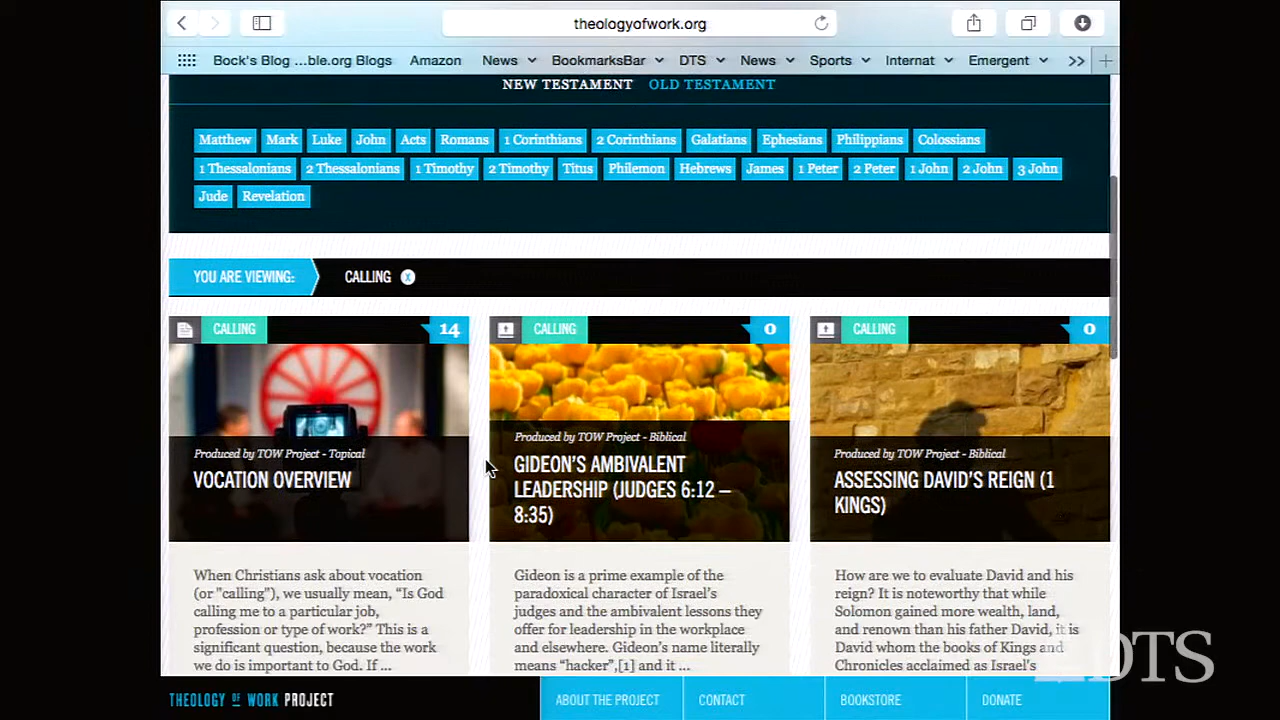 theologyofwork.org
Bock's Blog ...ble.org Blogs Amazon News BookmarksBar DTS News Sports Internat Emergent >>
NEW TESTAMENT OLD TESTAMENT
Matthew Mark Luke John Acts Romans 1 Corinthians 2 Corinthians Galatians Ephesians Philippians Colossians
1 Thessalonians 2 Thessalonians 1 Timothy 2 Timothy Titus Philemon Hebrews James 1 Peter 2 Peter 1 John 2 John 3 John
Jude Revelation
YOU ARE VIEWING: CALLING x
CALLING 14
Produced by TOW Project - Topical
VOCATION OVERVIEW
When Christians ask about vocation
(or "calling"), we usually mean, “Is God
calling me to a particular job,
profession or type of work?” This is a
significant question, because the work
we do is important to God. If ...
CALLING 0
Produced by TOW Project - Biblical
GIDEON'S AMBIVALENT
LEADERSHIP (JUDGES 6:12 –
8:35)
Gideon is a prime example of the
paradoxical character of Israel's
judges and the ambivalent lessons they
offer for leadership in the workplace
and elsewhere. Gideon's name literally
means “hacker”,[1] and it ...
CALLING 0
Produced by TOW Project - Biblical
ASSESSING DAVID'S REIGN (1
KINGS)
How are we to evaluate David and his
reign? It is noteworthy that while
Solomon gained more wealth, land,
and renown than his father David, it is
David whom the books of Kings and
Chronicles acclaimed as Israel's
DTS
THEOLOGY OF WORK PROJECT ABOUT THE PROJECT CONTACT BOOKSTORE DONATE